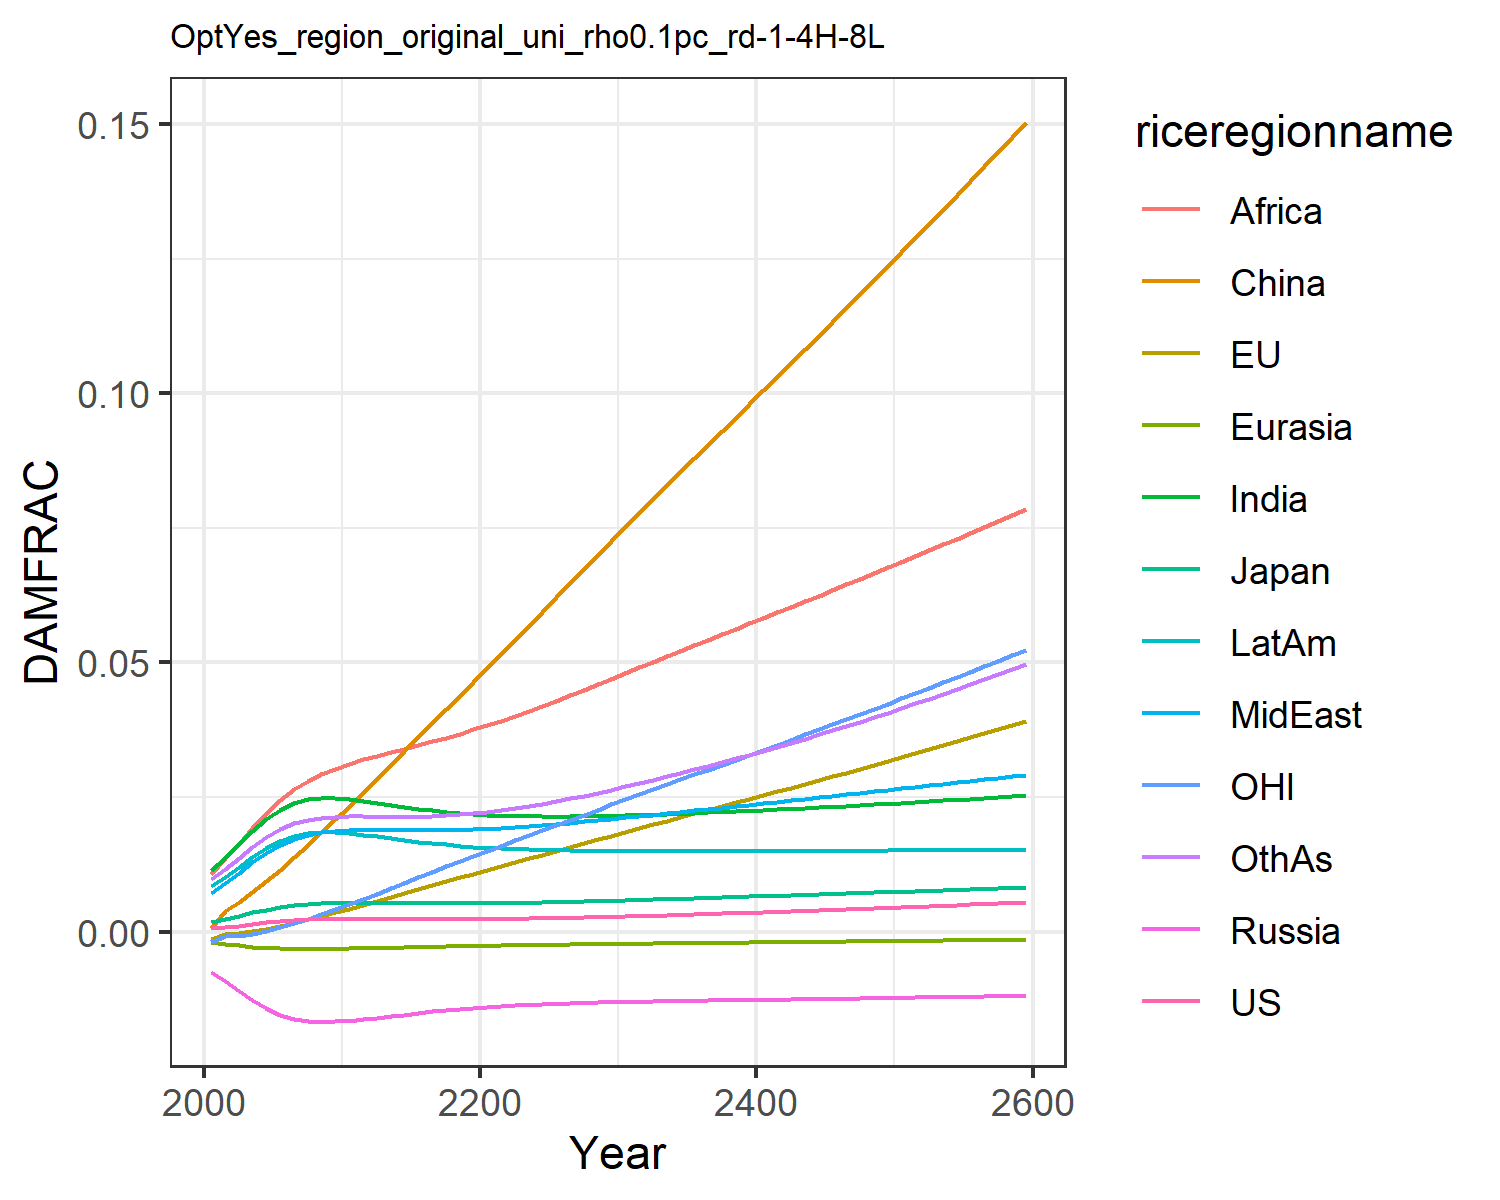 OptYes_region_original_uni_rho0.1pc_rd-1-4H-8L
0.15
0.10
0.05
0.00
DAMFRAC
2000 2200 2400 2600
Year
riceregionname
Africa
China
EU
Eurasia
India
Japan
LatAm
MidEast
OHI
OthAs
Russia
US